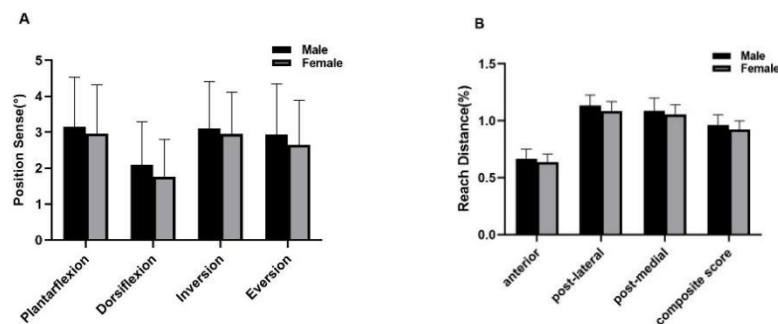 A
Position Sense(°)
5
4
3
2
1
0
Male
Female
Plantarflexion
Dorsiflexion
Inversion
Eversion
B
Reach Distance(%)
1.5
1.0
0.5
0.0
Male
Female
anterior
post-lateral
post-medial
composite score